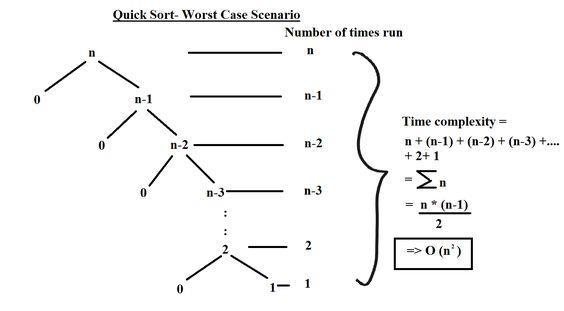 Quick Sort- Worst Case Scenario
Number of times run
n n
0 n-1 n-1
0 n-2 n-2
0 n-3 n-3
:
:
2 2
0 1 1
Time complexity =
n + (n-1) + (n-2) + (n-3) +....
+ 2+ 1
= ∑n
= n * (n-1)
2
=> O (n²)